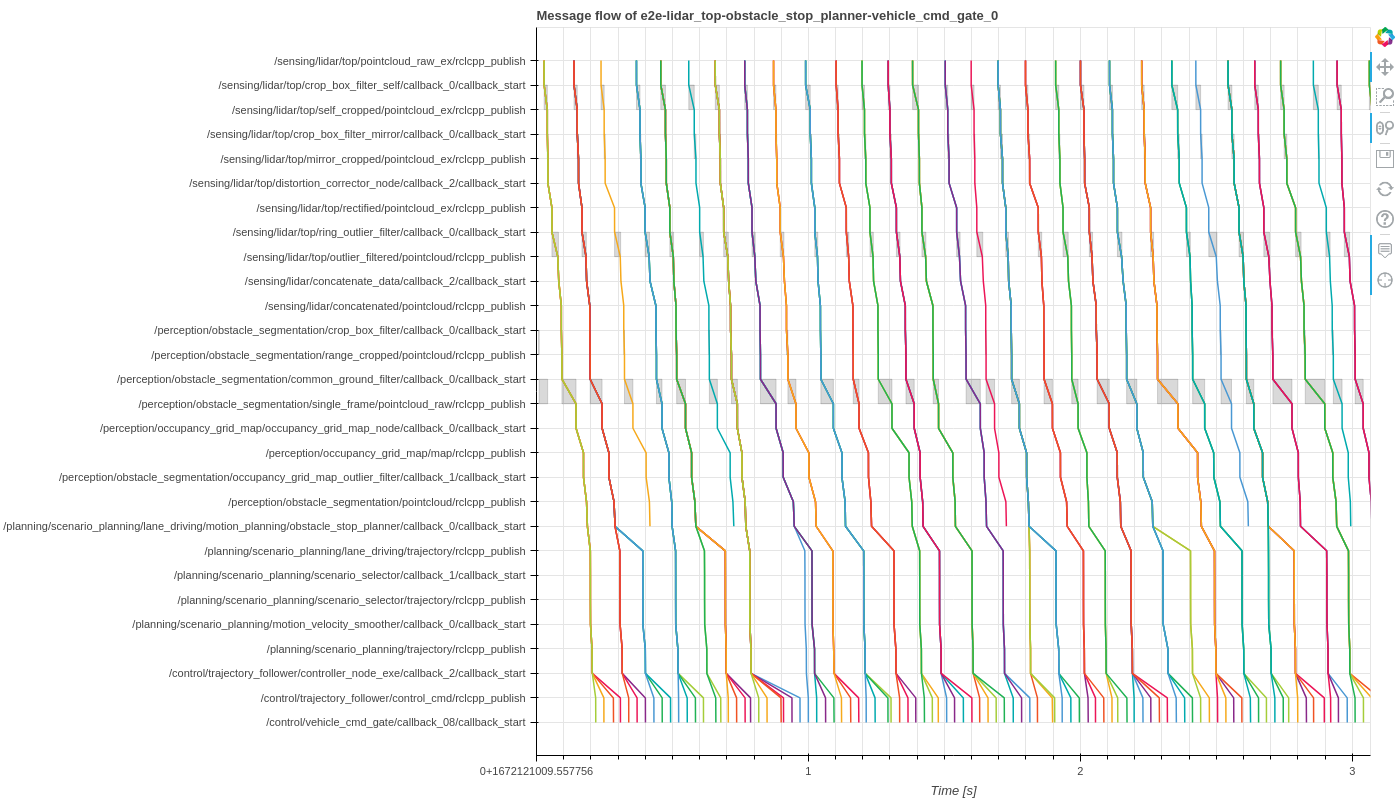 Message flow of e2e-lidar_top-obstacle_stop_planner-vehicle_cmd_gate_0
/sensing/lidar/top/pointcloud_raw_ex/rclcpp_publish
/sensing/lidar/top/crop_box_filter_self/callback_0/callback_start
/sensing/lidar/top/self_cropped/pointcloud_ex/rclcpp_publish
/sensing/lidar/top/crop_box_filter_mirror/callback_0/callback_start
/sensing/lidar/top/mirror_cropped/pointcloud_ex/rclcpp_publish
/sensing/lidar/top/distortion_corrector_node/callback_2/callback_start
/sensing/lidar/top/rectified/pointcloud_ex/rclcpp_publish
/sensing/lidar/top/ring_outlier_filter/callback_0/callback_start
/sensing/lidar/top/outlier_filtered/pointcloud_ex/rclcpp_publish
/sensing/lidar/concatenate_data/callback_2/callback_start
/sensing/lidar/concatenated/pointcloud/rclcpp_publish
/perception/obstacle_segmentation/crop_box_filter/callback_0/callback_start
/perception/obstacle_segmentation/range_cropped/pointcloud/rclcpp_publish
/perception/obstacle_segmentation/common_ground_filter/callback_0/callback_start
/perception/obstacle_segmentation/single_frame/pointcloud_raw/rclcpp_publish
/perception/occupancy_grid_map/occupancy_grid_map_node/callback_0/callback_start
/perception/occupancy_grid_map/map/rclcpp_publish
/perception/obstacle_segmentation/occupancy_grid_map_outlier_filter/callback_1/callback_start
/perception/obstacle_segmentation/pointcloud/rclcpp_publish
/planning/scenario_planning/lane_driving/motion_planning/obstacle_stop_planner/callback_0/callback_start
/planning/scenario_planning/lane_driving/trajectory/rclcpp_publish
/planning/scenario_planning/scenario_selector/callback_1/callback_start
/planning/scenario_planning/scenario_selector/trajectory/rclcpp_publish
/planning/scenario_planning/motion_velocity_smoother/callback_0/callback_start
/planning/scenario_planning/trajectory/rclcpp_publish
/control/trajectory_follower/controller_node_exe/callback_2/callback_start
/control/trajectory_follower/control_cmd/rclcpp_publish
/control/vehicle_cmd_gate/callback_08/callback_start
0+1672121009.557756 1 2 3
Time [s]